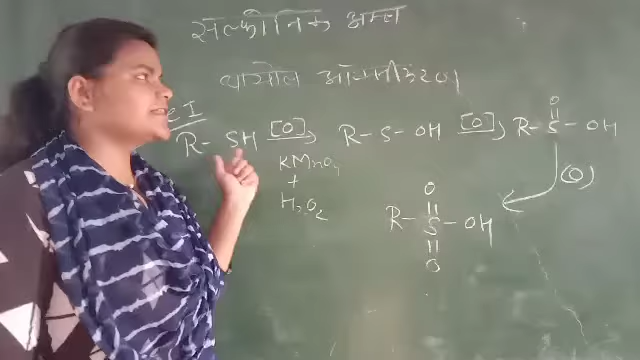 सल्फोनिक अम्ल
थायोल ऑक्सीकरण
e I
R- SH [O] R-S-OH [O] R-S-OH
O
KMnO4
+
H2O2
(O)
O
R-S-OH
O